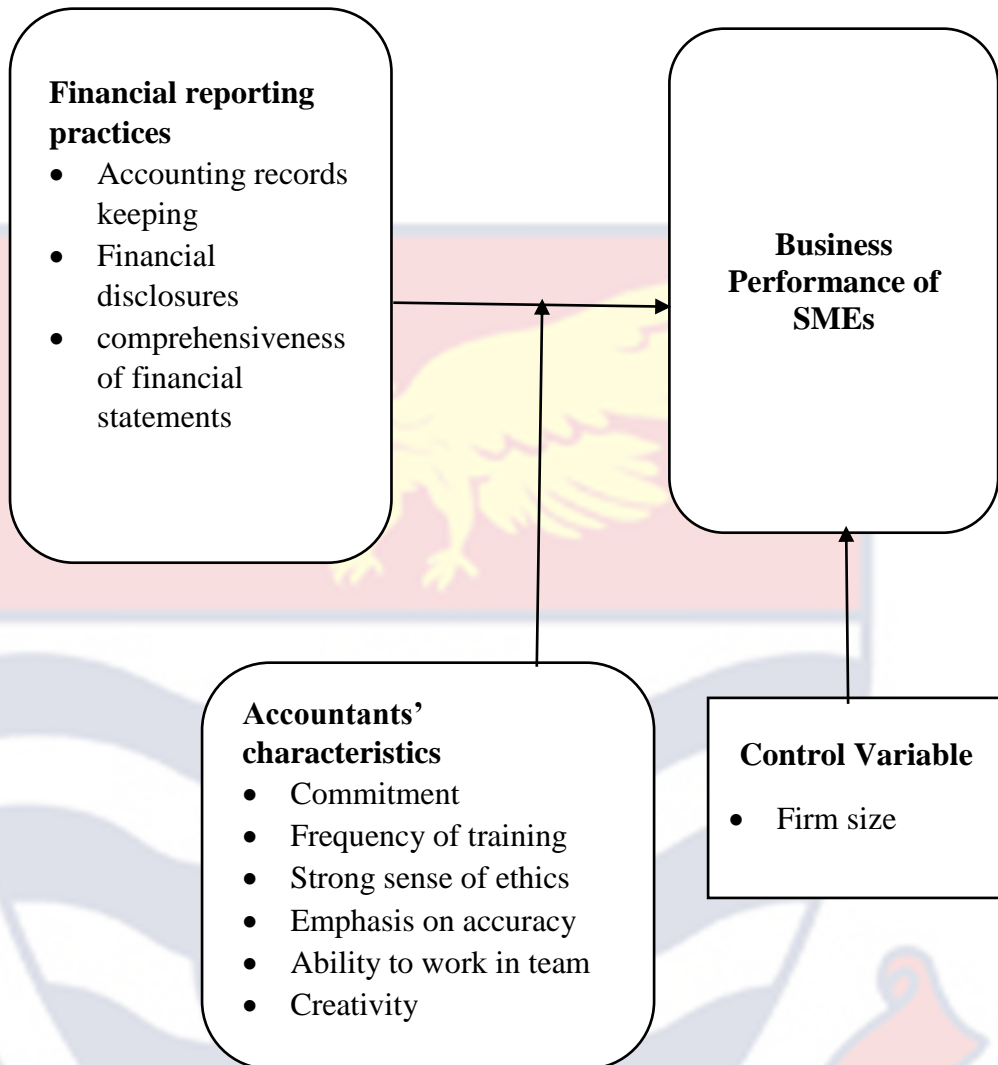 Financial reporting
practices
• Accounting records
keeping
• Financial
disclosures
• comprehensiveness
of financial
statements
Business
Performance of
SMEs
Accountants’
characteristics
• Commitment
• Frequency of training
• Strong sense of ethics
• Emphasis on accuracy
• Ability to work in team
• Creativity
Control Variable
• Firm size